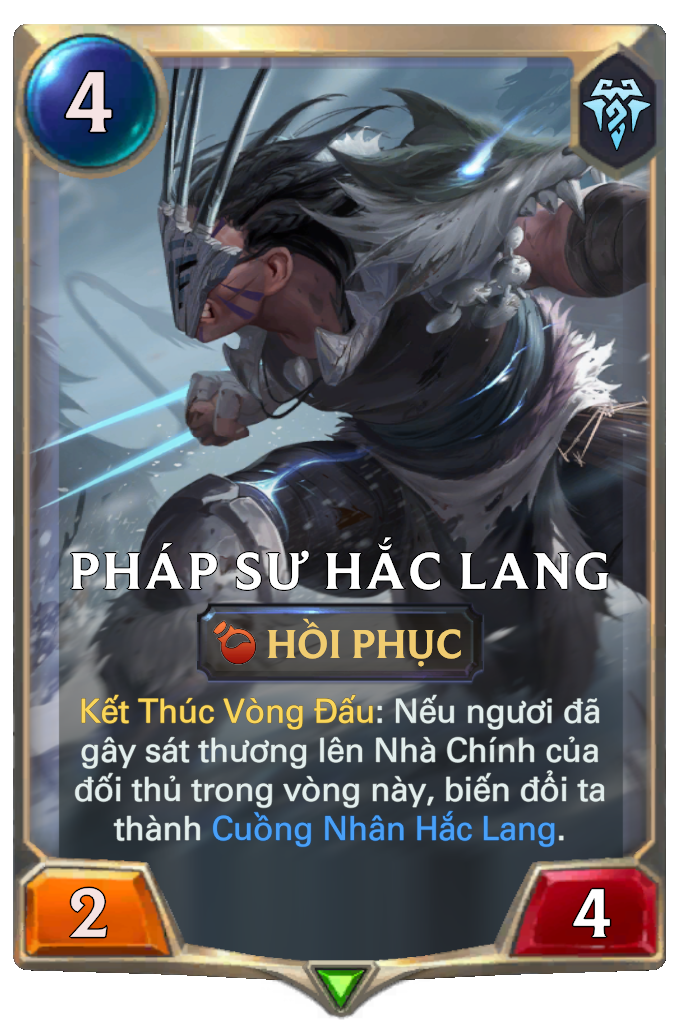 4
PHÁP SƯ HẮC LANG
HỒI PHỤC
Kết Thúc Vòng Đấu: Nếu ngươi đã
gây sát thương lên Nhà Chính của
đối thủ trong vòng này, biến đổi ta
thành Cuồng Nhân Hắc Lang.
2
4